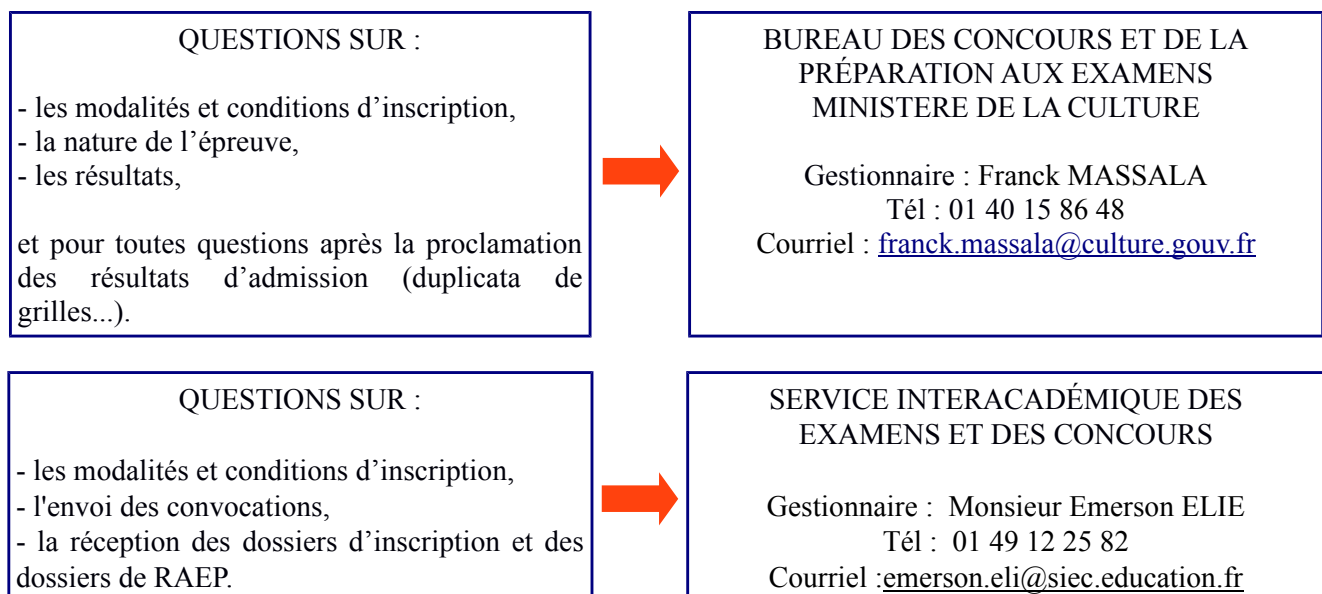 QUESTIONS SUR :
- les modalités et conditions d’inscription,
- la nature de l’épreuve,
- les résultats,
et pour toutes questions après la proclamation
des résultats d’admission (duplicata de
grilles...).
BUREAU DES CONCOURS ET DE LA
PRÉPARATION AUX EXAMENS
MINISTERE DE LA CULTURE
Gestionnaire : Franck MASSALA
Tél : 01 40 15 86 48
Courriel : franck.massala@culture.gouv.fr
QUESTIONS SUR :
- les modalités et conditions d’inscription,
- l'envoi des convocations,
- la réception des dossiers d’inscription et des
dossiers de RAEP.
SERVICE INTERACADÉMIQUE DES
EXAMENS ET DES CONCOURS
Gestionnaire : Monsieur Emerson ELIE
Tél : 01 49 12 25 82
Courriel :emerson.eli@siec.education.fr